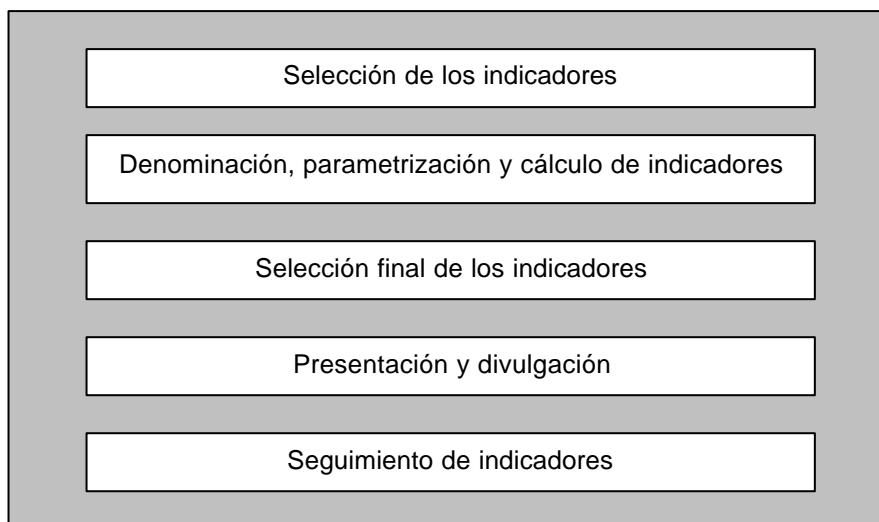 Selección de los indicadores
Denominación, parametrización y cálculo de indicadores
Selección final de los indicadores
Presentación y divulgación
Seguimiento de indicadores